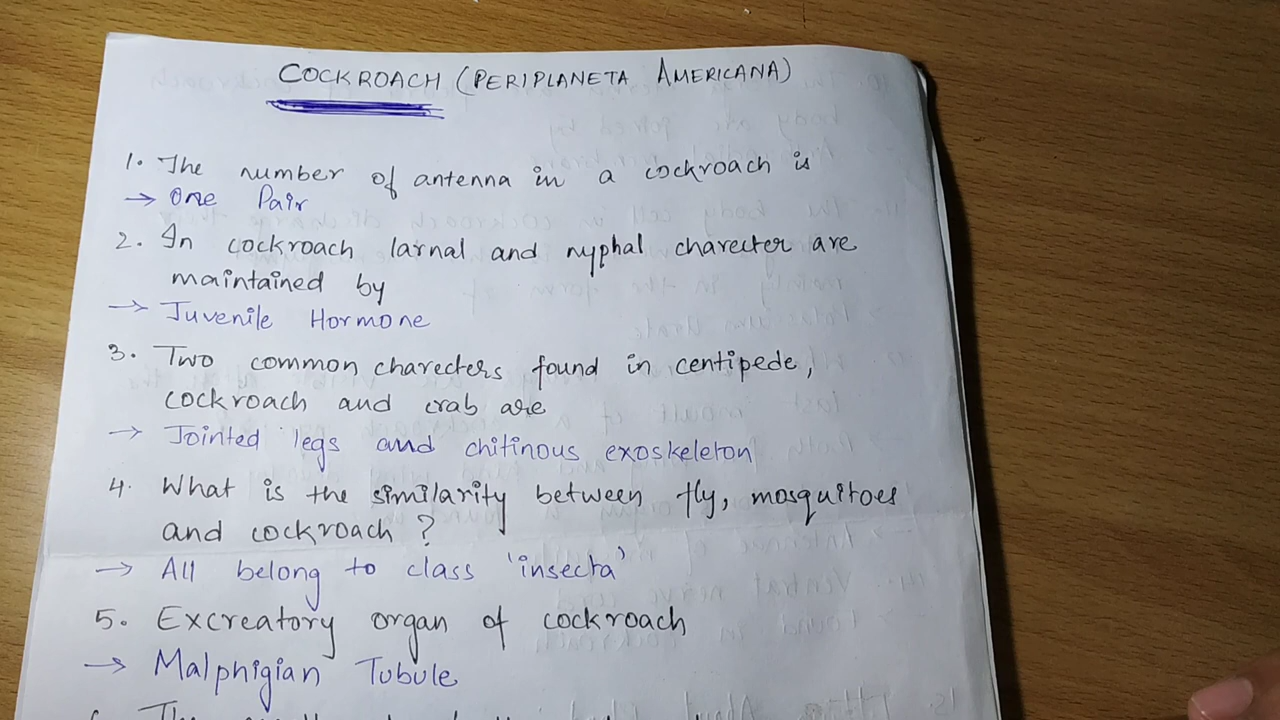 COCKROACH (PERIPLANETA AMERICANA)
1. The number of antenna in a cockroach is
→ One Pair
2. In cockroach larnal and nyphal charecter are
maintained by
→ Juvenile Hormone
3. Two common charecters found in centipede,
cockroach and crab are
→ Jointed legs and chitinous exoskeleton
4. What is the similarity between fly, mosquitoes
and cockroach ?
→ All belong to class 'insecta'
5. Excreatory organ of cockroach
→ Malphigian Tubule